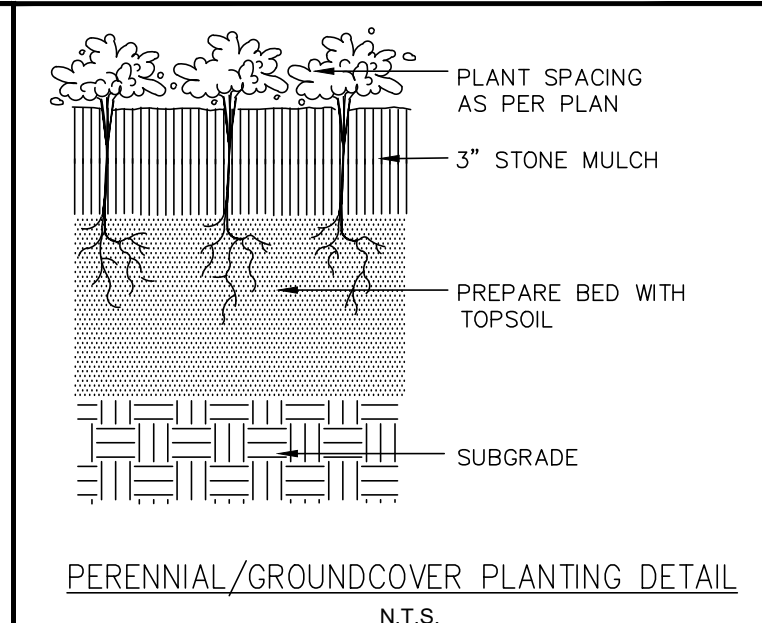 PLANT SPACING
AS PER PLAN
3” STONE MULCH
PREPARE BED WITH
TOPSOIL
SUBGRADE
PERENNIAL/GROUNDCOVER PLANTING DETAIL
N.T.S.